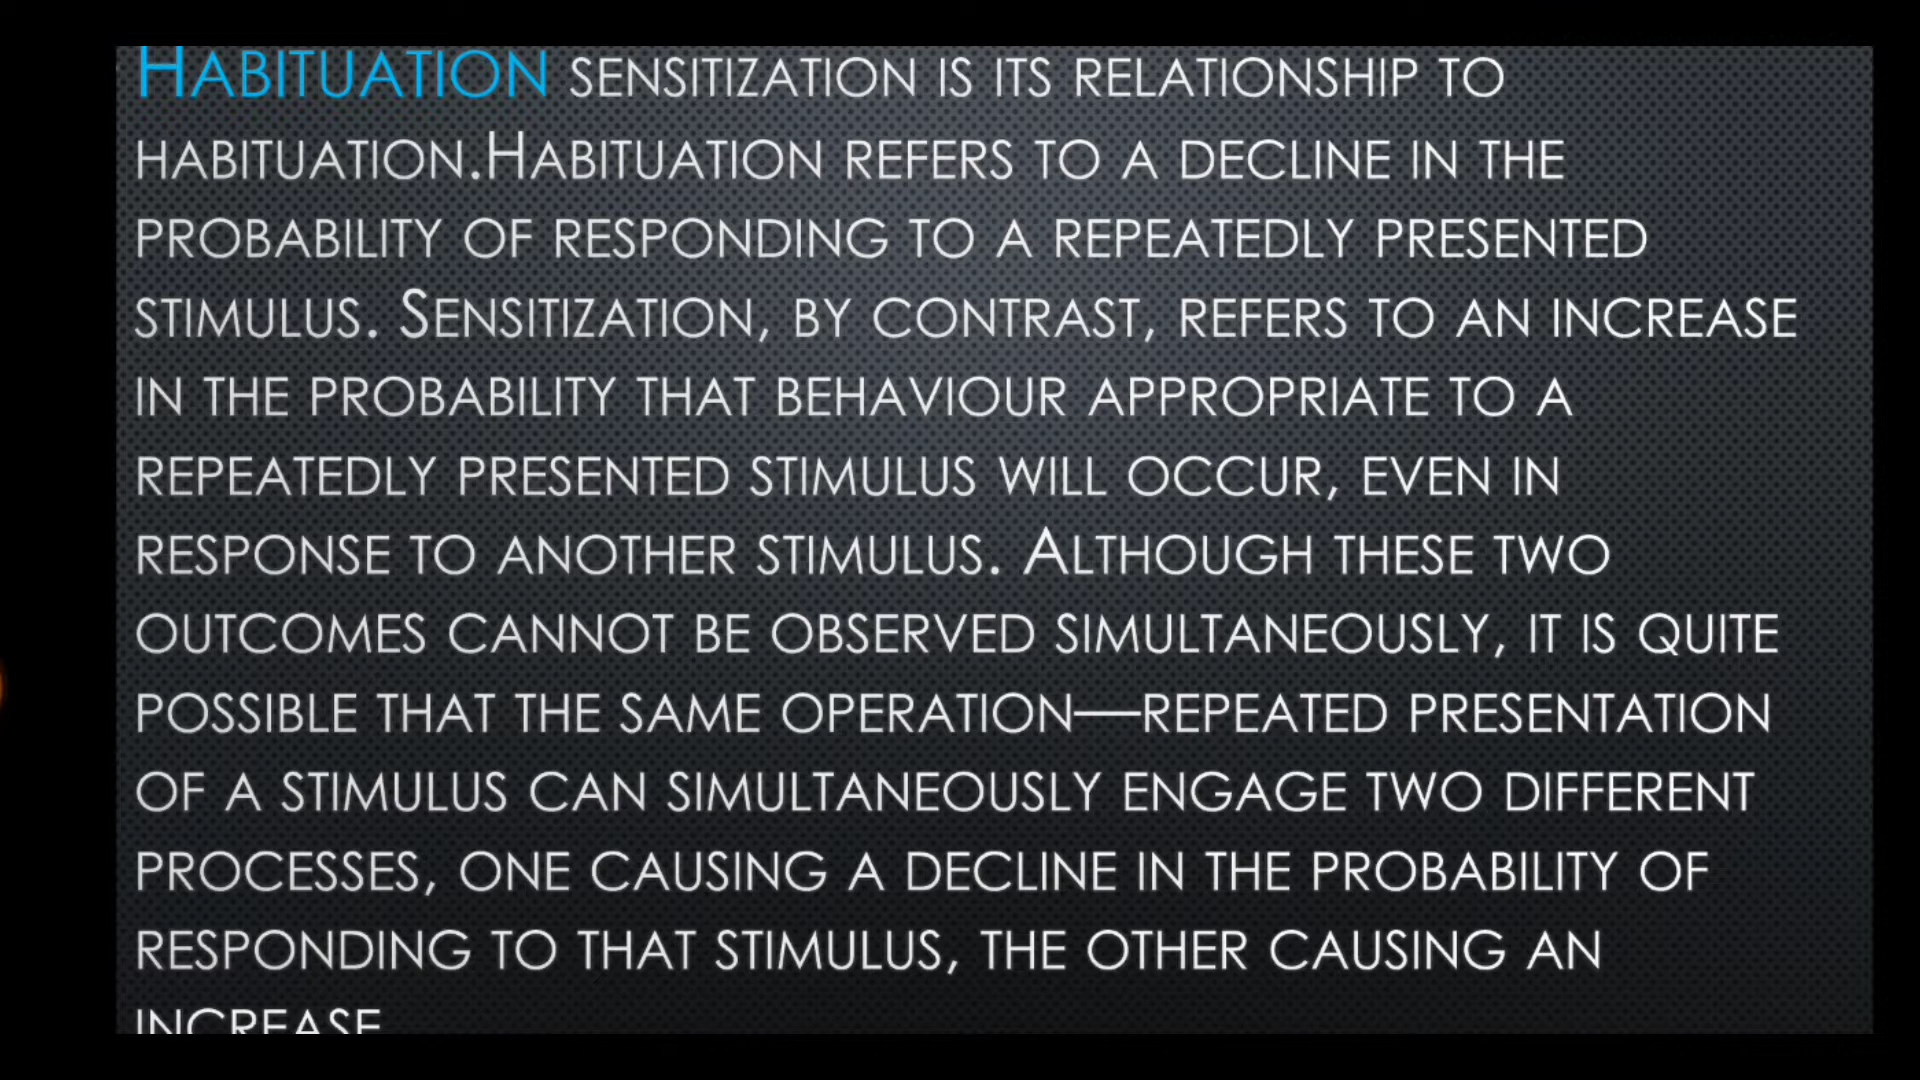 HABITUATION SENSITIZATION IS ITS RELATIONSHIP TO
HABITUATION.HABITUATION REFERS TO A DECLINE IN THE
PROBABILITY OF RESPONDING TO A REPEATEDLY PRESENTED
STIMULUS. SENSITIZATION, BY CONTRAST, REFERS TO AN INCREASE
IN THE PROBABILITY THAT BEHAVIOUR APPROPRIATE TO A
REPEATEDLY PRESENTED STIMULUS WILL OCCUR, EVEN IN
RESPONSE TO ANOTHER STIMULUS. ALTHOUGH THESE TWO
OUTCOMES CANNOT BE OBSERVED SIMULTANEOUSLY, IT IS QUITE
POSSIBLE THAT THE SAME OPERATION—REPEATED PRESENTATION
OF A STIMULUS CAN SIMULTANEOUSLY ENGAGE TWO DIFFERENT
PROCESSES, ONE CAUSING A DECLINE IN THE PROBABILITY OF
RESPONDING TO THAT STIMULUS, THE OTHER CAUSING AN
INCREASE